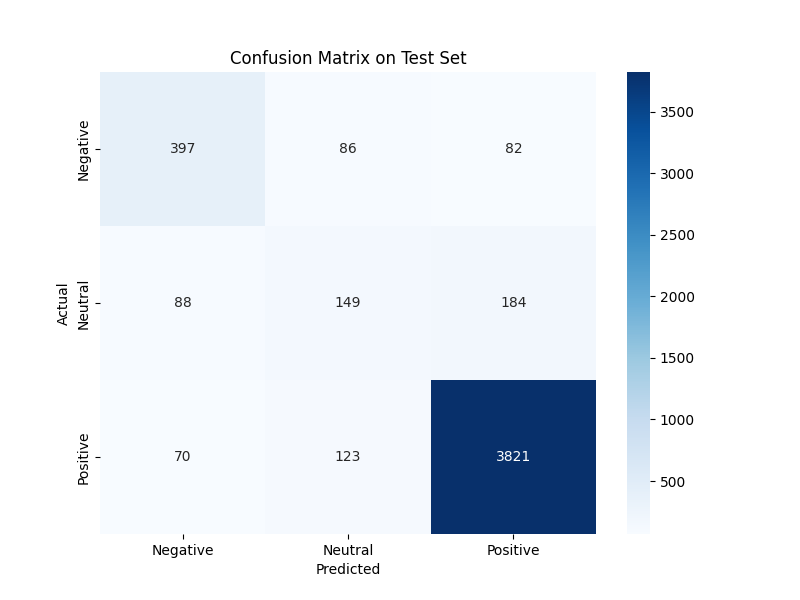 Confusion Matrix on Test Set
Negative
397
86
82
Actual
Neutral
88
149
184
Positive
70
123
3821
Negative
Neutral
Positive
Predicted
3500
3000
2500
2000
1500
1000
500